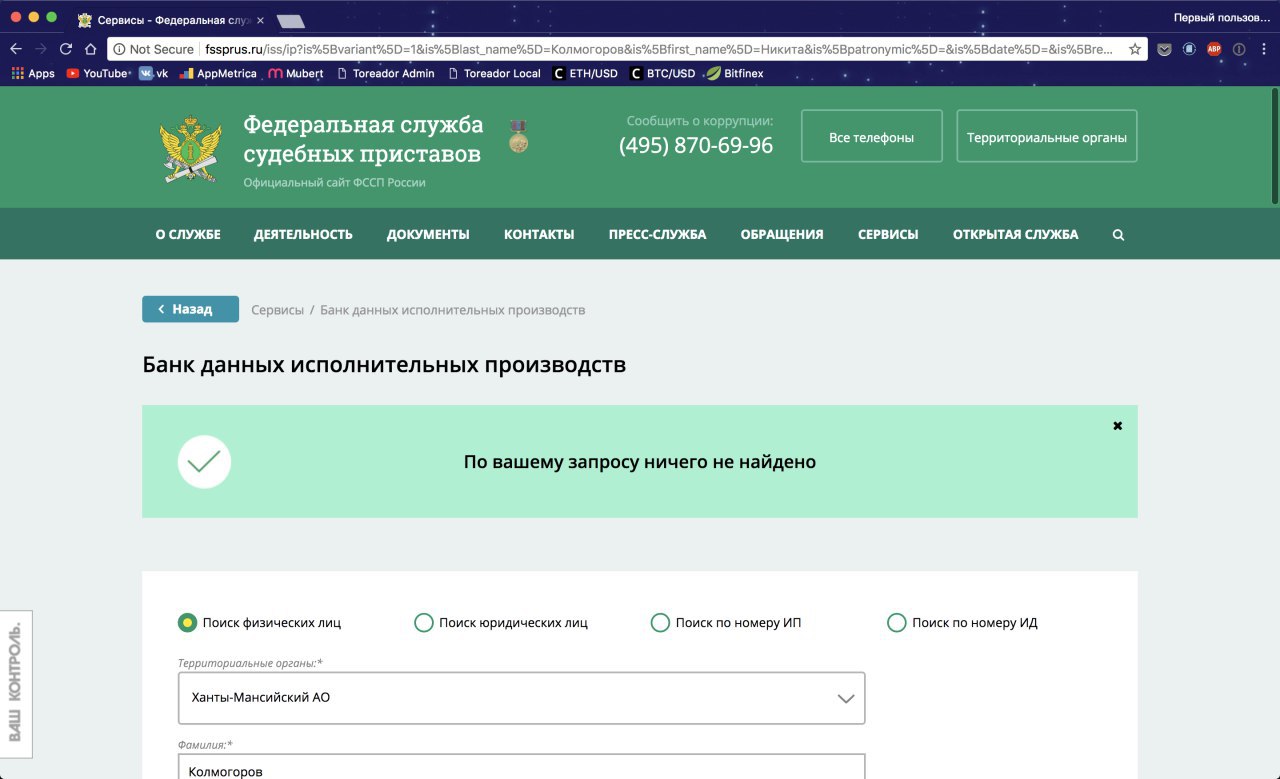 Сервисы - Федеральная слу
Первый пользов...
Not Secure fssprus.ru/iss/ip?is%5Bvariant%5D=1&is%5Blast_name%5D=Колмогоров&is%5Bfirst_name%5D=Никита&is%5Bpatronymic%5D=&is%5Bdate%5D=&is%5Bre...
ABP
Apps YouTube vk AppMetrica Mubert Toreador Admin Toreador Local ETH/USD BTC/USD Bitfinex
Федеральная служба
судебных приставов
Официальный сайт ФССП России
Сообщить о коррупции:
(495) 870-69-96
Все телефоны
Территориальные органы
О СЛУЖБЕ ДЕЯТЕЛЬНОСТЬ ДОКУМЕНТЫ КОНТАКТЫ ПРЕСС-СЛУЖБА ОБРАЩЕНИЯ СЕРВИСЫ ОТКРЫТАЯ СЛУЖБА
Назад Сервисы / Банк данных исполнительных производств
Банк данных исполнительных производств
По вашему запросу ничего не найдено
Поиск физических лиц Поиск юридических лиц Поиск по номеру ИП Поиск по номеру ИД
Территориальные органы:*
Ханты-Мансийский АО
Фамилия:*
Колмогоров
ВАШ КОНТРОЛЬ.